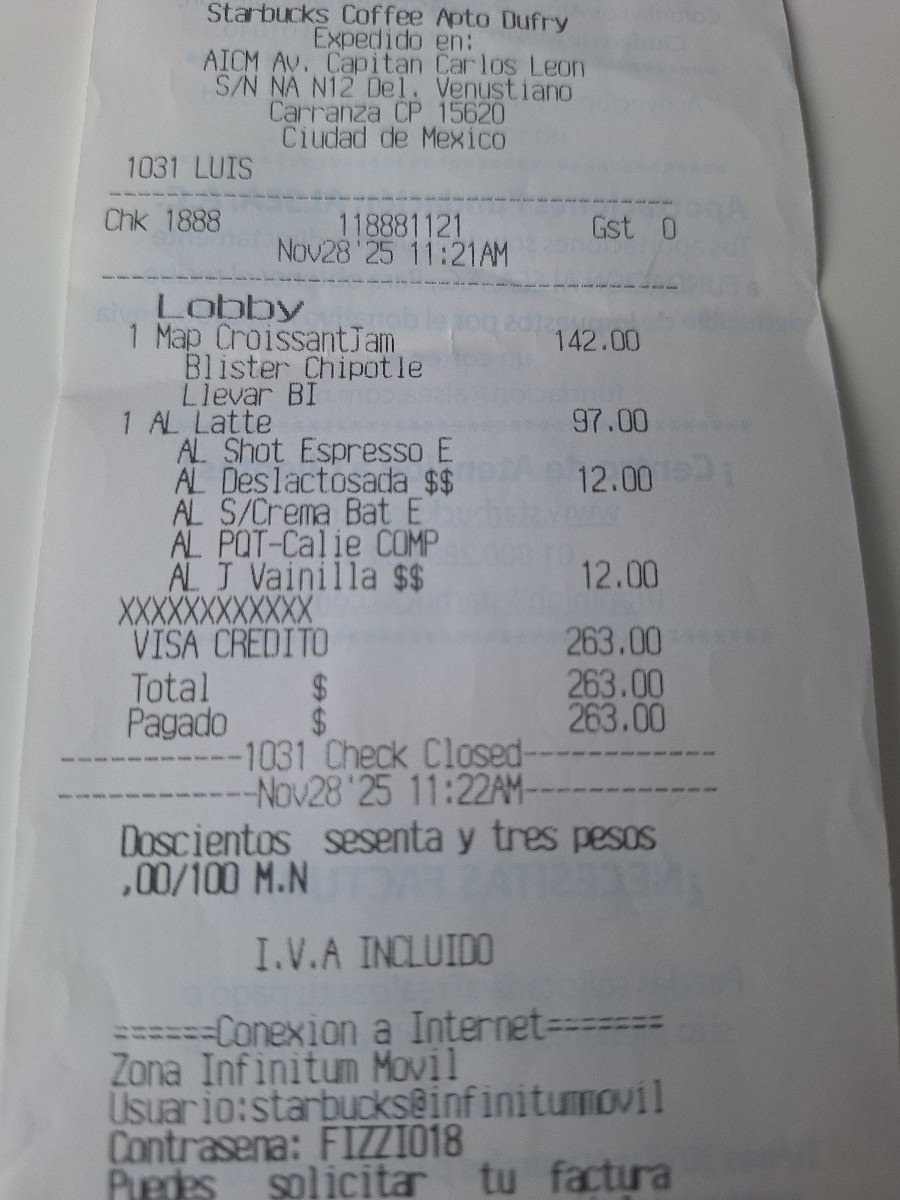 Starbucks Coffee Apto Dufry
Expedido en:
AICM Av. Capitan Carlos Leon
S/N NA N12 Del. Venustiano
Carranza CP 15620
Ciudad de Mexico
1031 LUIS
Chk 1888 118881121 Gst 0
Nov28'25 11:21AM
Lobby
1 Map CroissantJam 142.00
Blister Chipotle
Llevar BI
1 AL Latte 97.00
AL Shot Espresso E
AL Deslactosada $$ 12.00
AL S/Crema Bat E
AL PQT-Calie COMP
AL J Vainilla $$ 12.00
XXXXXXXXXXXX
VISA CREDITO 263.00
Total $ 263.00
Pagado $ 263.00
-----------1031 Check Closed------------
------------Nov28'25 11:22AM------------
Doscientos sesenta y tres pesos
,00/100 M.N
I.V.A INCLUIDO
======Conexion a Internet=======
Zona Infinitum Movil
Usuario:starbucks@infinitummovil
Contrasena: FIZZI018
Puedes solicitar tu factura